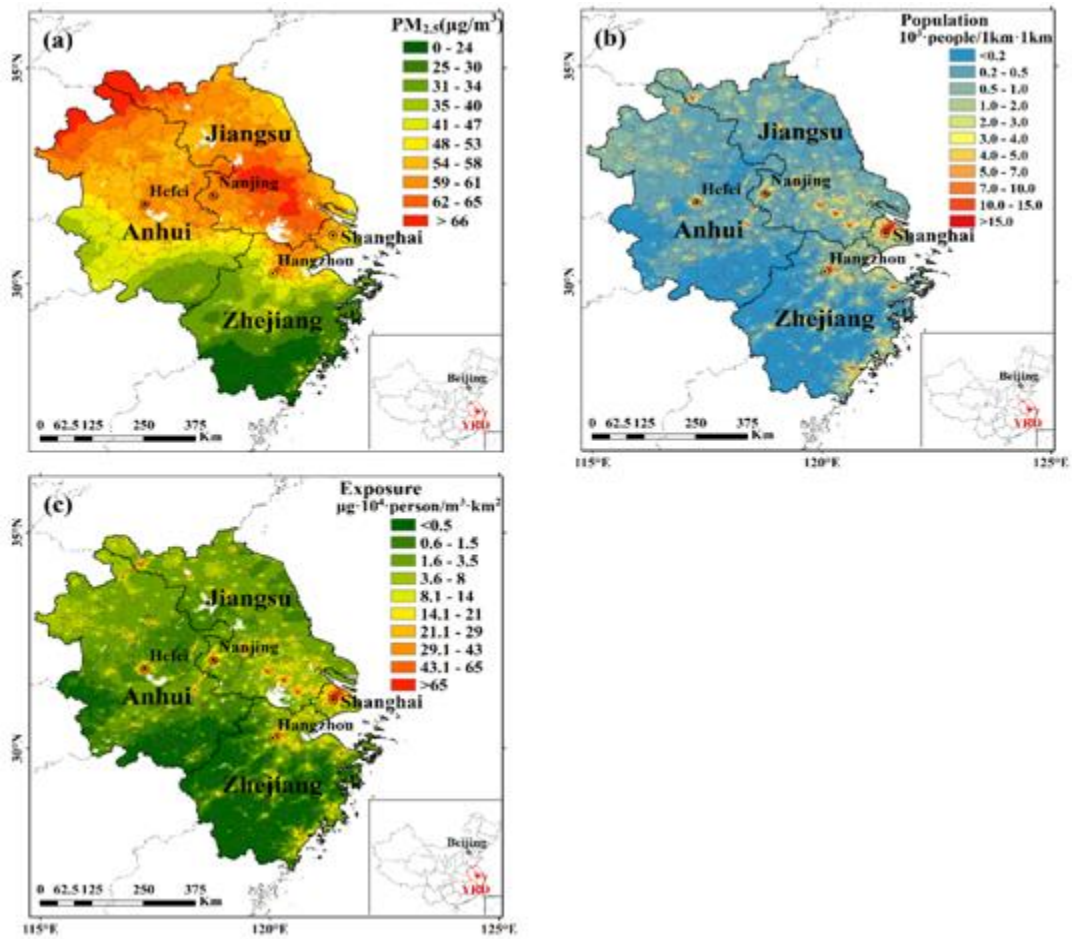 (a)
PM2.5(µg/m3)
0 - 24
25 - 30
31 - 34
35 - 40
41 - 47
48 - 53
54 - 58
59 - 61
62 - 65
> 66
35°N
30°N
Jiangsu
Hefei
Nanjing
Anhui
Shanghai
Hangzhou
Zhejiang
Beijing
YRD
0 62.5 125 250 375
Km
(b)
Population
10³·people/1km·1km
<0.2
0.2 - 0.5
0.5 - 1.0
1.0 - 2.0
2.0 - 3.0
3.0 - 4.0
4.0 - 5.0
5.0 - 7.0
7.0 - 10.0
10.0 - 15.0
>15.0
35°N
30°N
Jiangsu
Hefei
Nanjing
Anhui
Shanghai
Hangzhou
Zhejiang
Beijing
YRD
0 62.5 125 250 375
Km
115°E 120°E 125°E
(c)
Exposure
µg·10⁴·person/m³·km²
<0.5
0.6 - 1.5
1.6 - 3.5
3.6 - 8
8.1 - 14
14.1 - 21
21.1 - 29
29.1 - 43
43.1 - 65
>65
35°N
30°N
Jiangsu
Hefei
Nanjing
Anhui
Shanghai
Hangzhou
Zhejiang
Beijing
YRD
0 62.5 125 250 375
Km
115°E 120°E 125°E